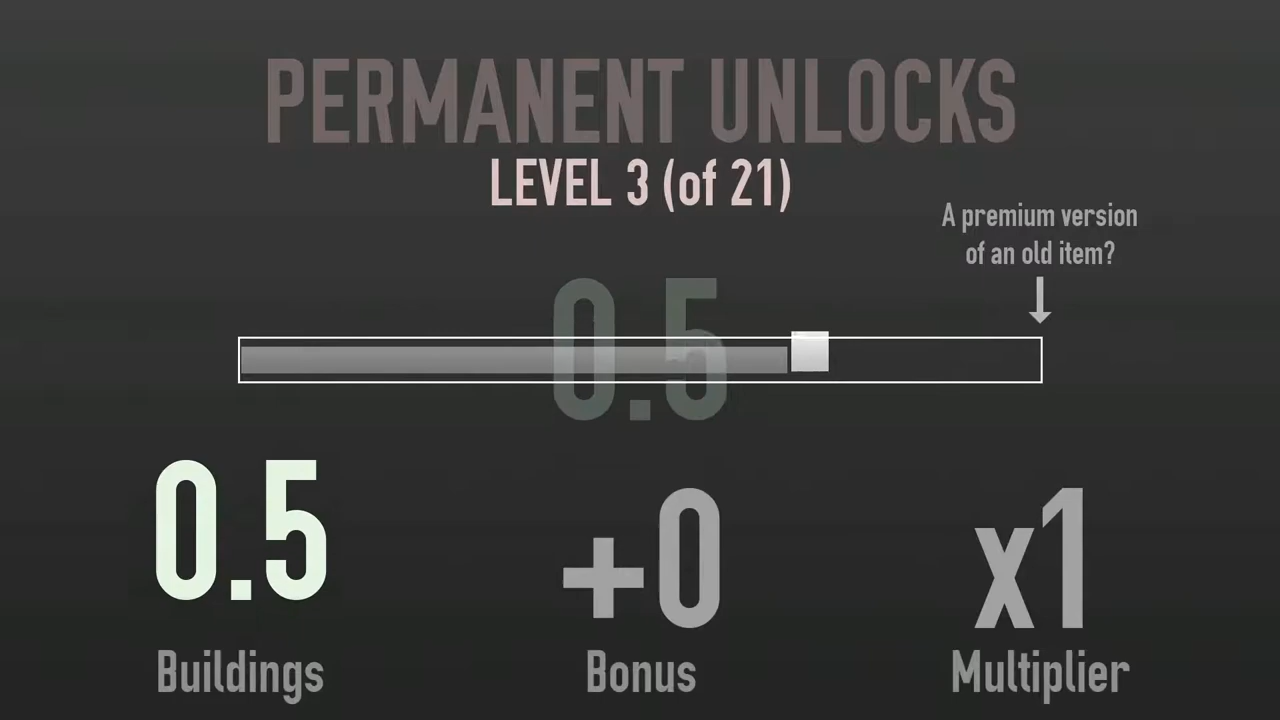 PERMANENT UNLOCKS
LEVEL 3 (of 21)
A premium version
of an old item?
0.5
0.5
+0
x1
Buildings
Bonus
Multiplier